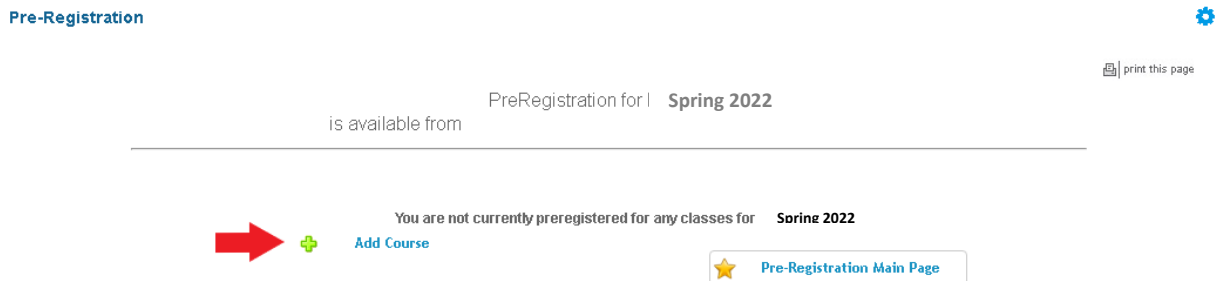 Pre-Registration
print this page
PreRegistration for Spring 2022
is available from
You are not currently preregistered for any classes for Spring 2022
Add Course
Pre-Registration Main Page